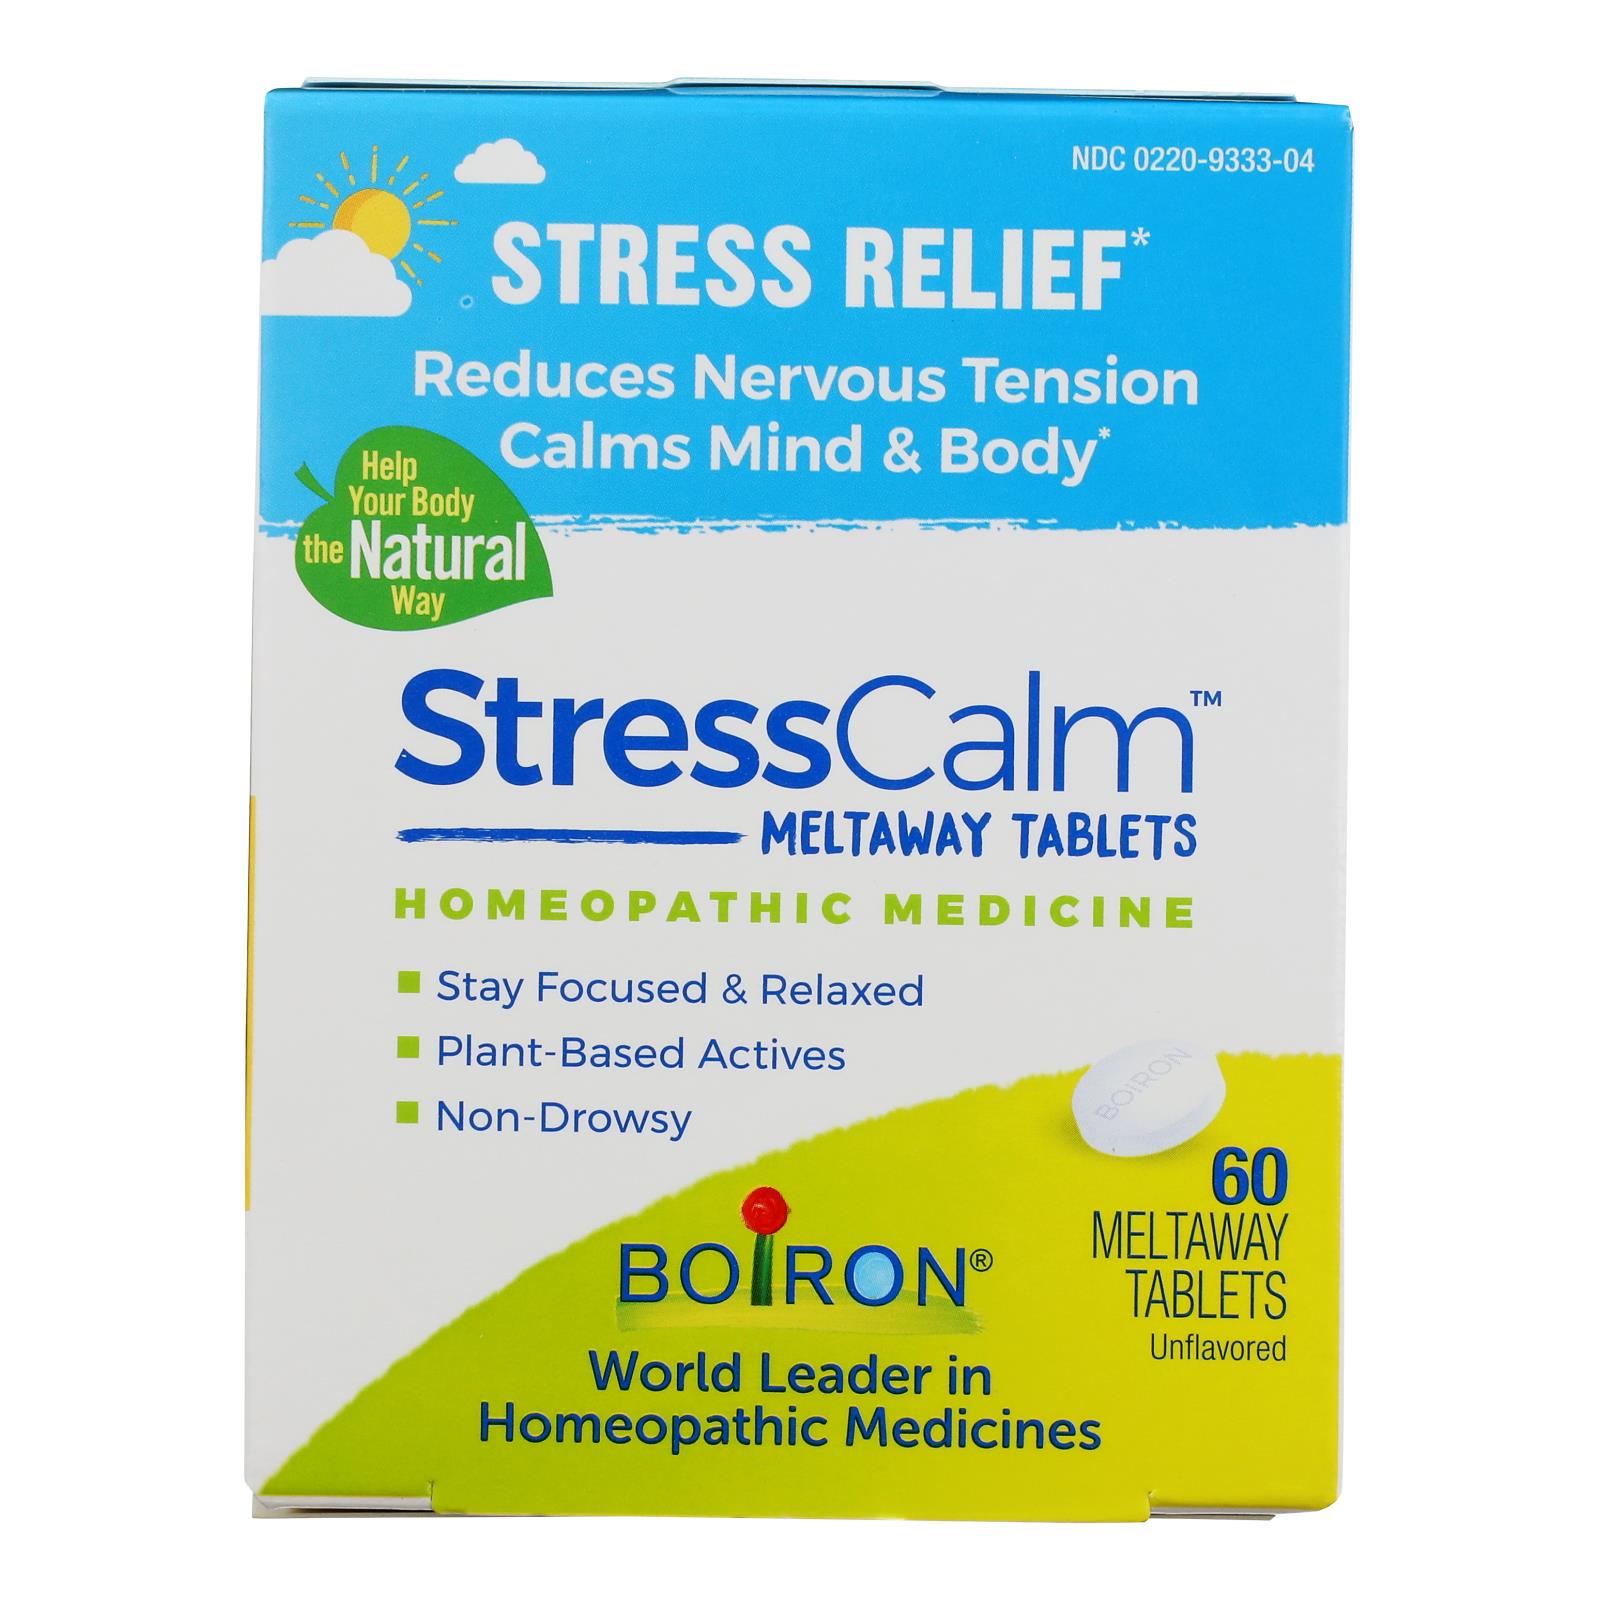 NDC 0220-9333-04
STRESS RELIEF*
Reduces Nervous Tension
Calms Mind & Body*
Help
Your Body
the Natural
Way
StressCalm™
MELTAWAY TABLETS
HOMEOPATHIC MEDICINE
Stay Focused & Relaxed
Plant-Based Actives
Non-Drowsy
BOIRON
60
MELTAWAY
TABLETS
Unflavored
BOIRON®
World Leader in
Homeopathic Medicines